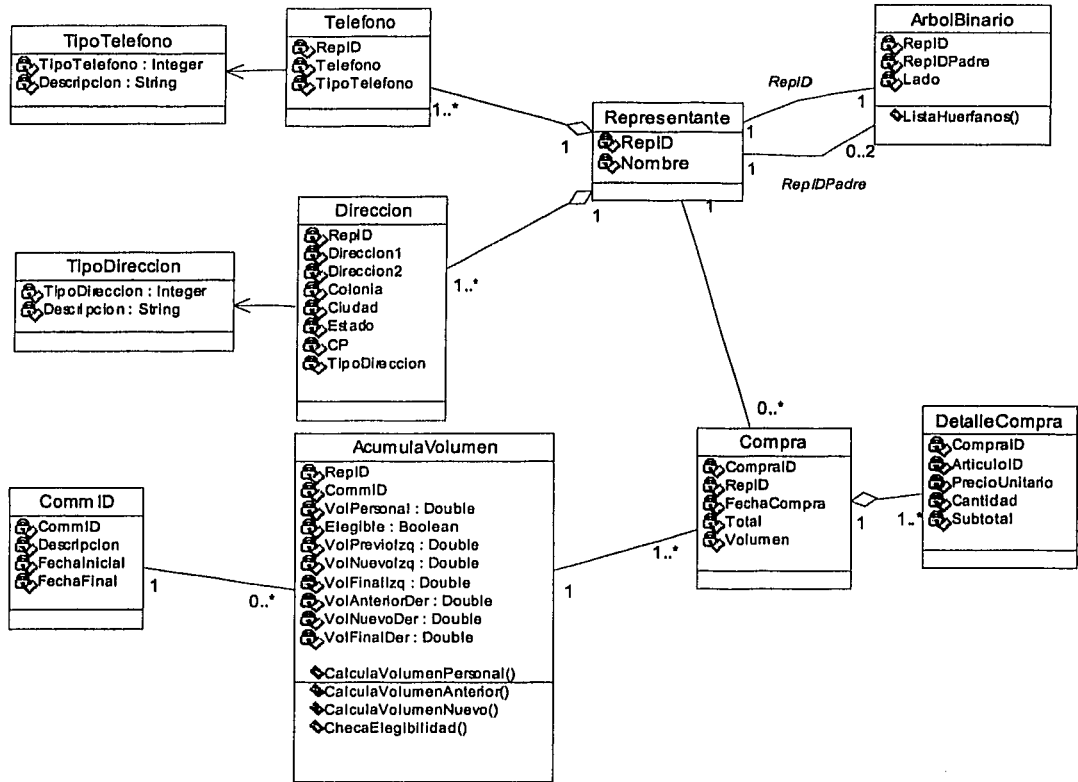 TipoTelefono
TipoTelefono : Integer
Descripcion : String
Telefono
RepID
Telefono
TipoTelefono
1..*
1
Representante
RepID
Nombre
RepID
1
1
1
0..2
RepIDPadre
ArbolBinario
RepID
RepIDPadre
Lado
ListaHuerfanos()
TipoDireccion
TipoDireccion : Integer
Descripcion : String
Direccion
RepID
Direccion1
Direccion2
Colonia
Ciudad
Estado
CP
TipoDireccion
1..*
1
1
0..*
CommID
CommID
Descripcion
FechaInicial
FechaFinal
1
0..*
AcumulaVolumen
RepID
CommID
VolPersonal : Double
Elegible : Boolean
VolPrevioIzq : Double
VolNuevoIzq : Double
VolFinalIzq : Double
VolAnteriorDer : Double
VolNuevoDer : Double
VolFinalDer : Double
CalculaVolumenPersonal()
CalculaVolumenAnterior()
CalculaVolumenNuevo()
ChecaElegibilidad()
1
1..*
Compra
CompraID
RepID
FechaCompra
Total
Volumen
1
1..*
DetalleCompra
CompraID
ArticuloID
PrecioUnitario
Cantidad
Subtotal